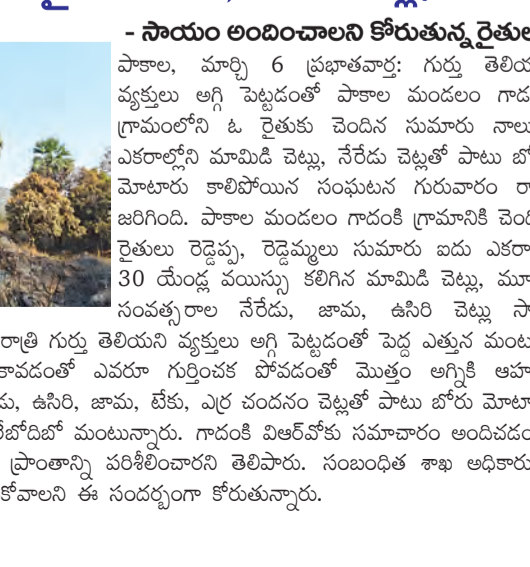 - సాయం అందించాలని కోరుతున్న రైతుల
పాకాల, మార్చి 6 ప్రభాతవార్త: గుర్తు తెలియ
వ్యక్తులు అగ్ని పెట్టడంతో పాకాల మండలం గాడ
గ్రామంలోని ఓ రైతుకు చెందిన సుమారు నాలు
ఎకరాల్లోని మామిడి చెట్లు, నేరేడు చెట్లతో పాటు బో
మోటారు కాలిపోయిన సంఘటన గురువారం రా
జరిగింది. పాకాల మండలం గాదంకి గ్రామానికి చెంద
రైతులు రెడ్డెప్ప, రెడ్డెమ్మలు సుమారు ఐదు ఎకరా
30 యేండ్ల వయస్సు కలిగిన మామిడి చెట్లు, మూ
సంవత్సరాల నేరేడు, జామ, ఉసిరి చెట్లు సా
రాత్రి గుర్తు తెలియని వ్యక్తులు అగ్ని పెట్టడంతో పెద్ద ఎత్తున మంట
కావడంతో ఎవరూ గుర్తించక పోవడంతో మొత్తం అగ్నికి ఆహ
డు, ఉసిరి, జామ, టేకు, ఎర్ర చందనం చెట్లతో పాటు బోరు మోటా
బోదిబో మంటున్నారు. గాదంకి విఆర్‌వోకు సమాచారం అందించడం
ప్రాంతాన్ని పరిశీలించారని తెలిపారు. సంబంధిత శాఖ అధికారు
కోవాలని ఈ సందర్భంగా కోరుతున్నారు.